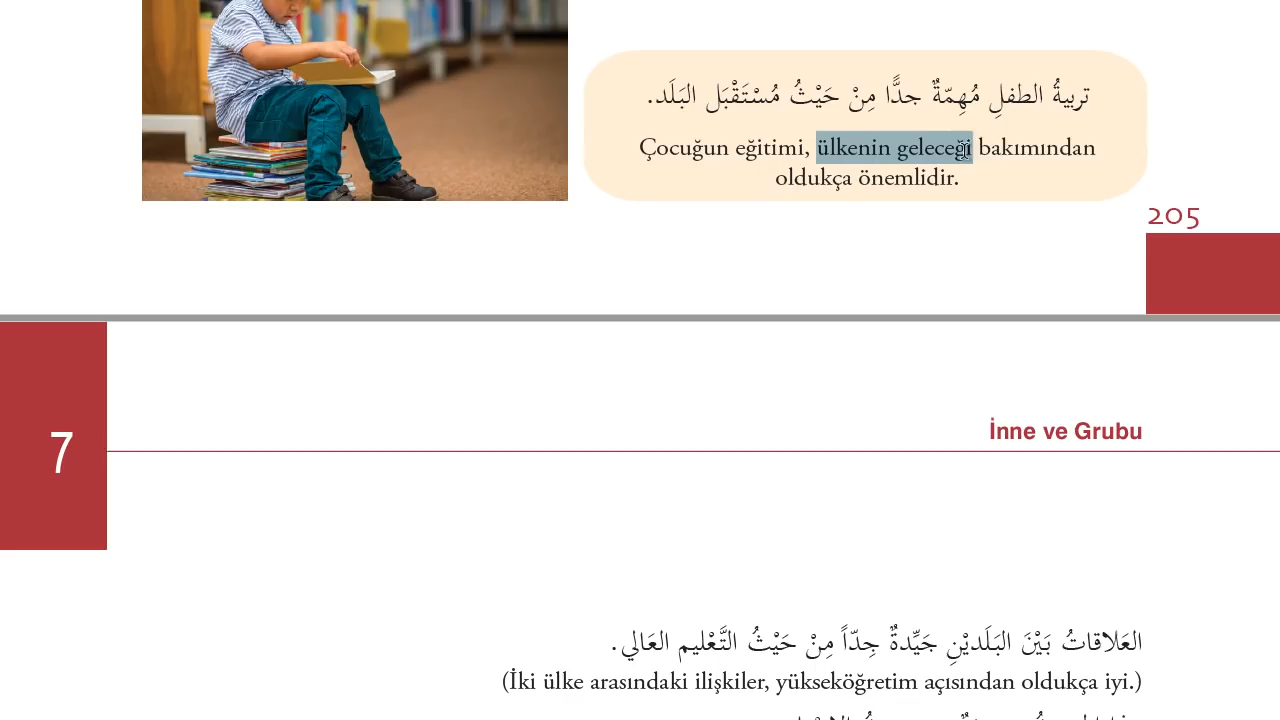 تربيةُ الطفلِ مُهِمّةٌ جدًّا مِنْ حَيْثُ مُسْتَقْبَل البَلَد.
Çocuğun eğitimi, ülkenin geleceği bakımından
oldukça önemlidir.
205
7
İnne ve Grubu
العَلاقاتُ بَيْنَ البَلَديْنِ جَيِّدةٌ جِدّاً مِنْ حَيْثُ التَّعْليم العَالي.
(İki ülke arasındaki ilişkiler, yükseköğretim açısından oldukça iyi.)